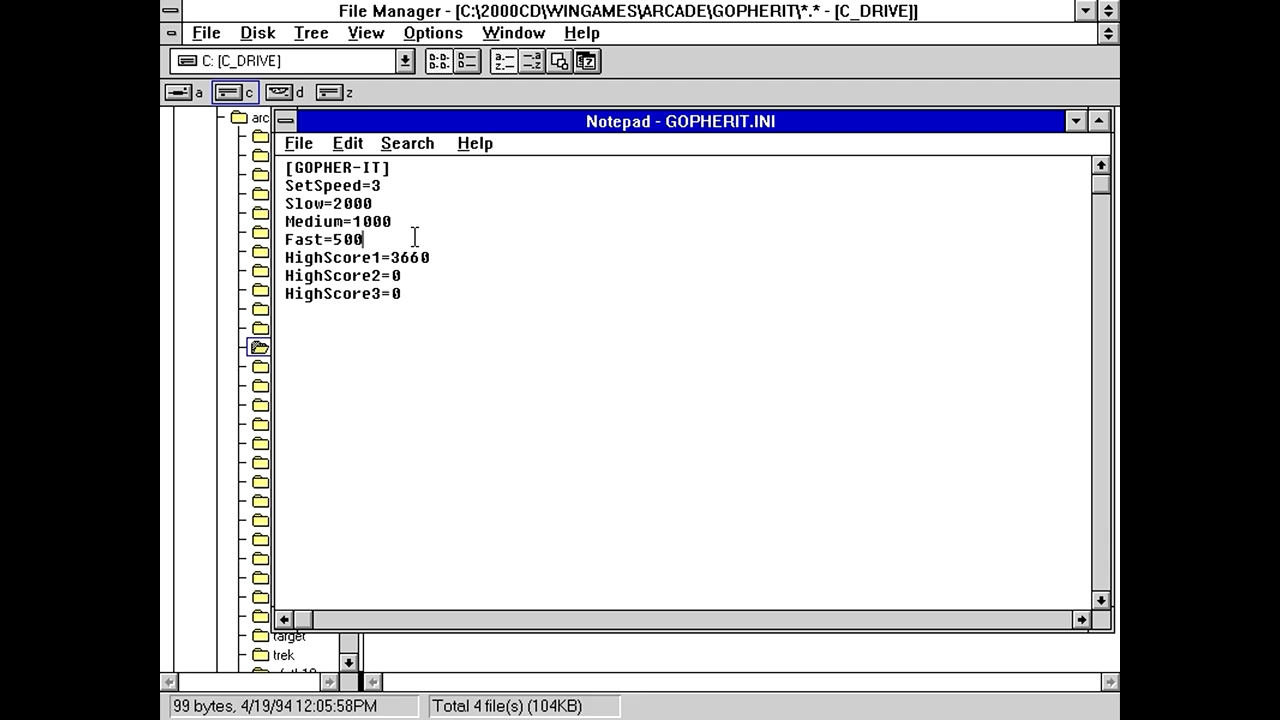 File Manager - [C:\2000CD\WINGAMES\ARCADE\GOPHERIT\*.* - [C_DRIVE]]
File Disk Tree View Options Window Help
C: [C_DRIVE]
a c d z
arc
Notepad - GOPHERIT.INI
File Edit Search Help
[GOPHER-IT]
SetSpeed=3
Slow=2000
Medium=1000
Fast=500
HighScore1=3660
HighScore2=0
HighScore3=0
target
trek
99 bytes, 4/19/94 12:05:58PM
Total 4 file(s) (104KB)